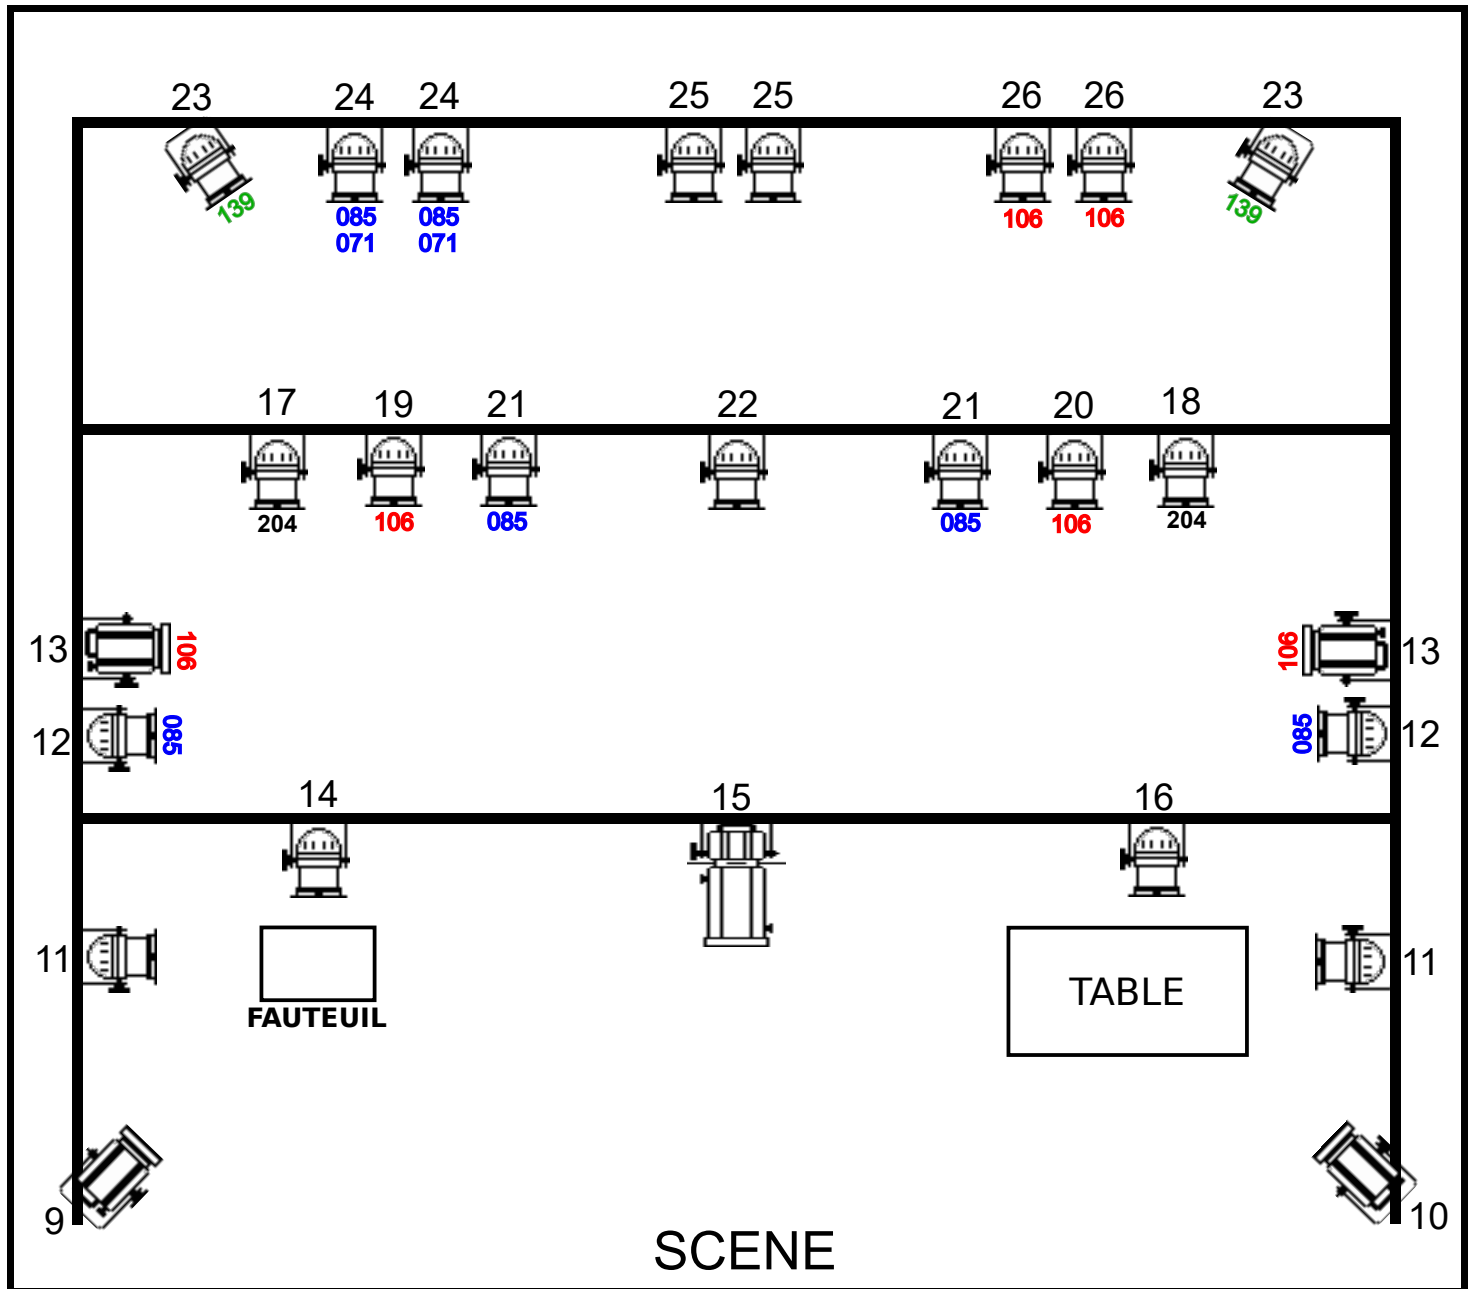 23 24 24 25 25 26 26 23
139 085 085 106 106 139
071 071
17 19 21 22 21 20 18
204 106 085 085 106 204
13 106 106 13
12 085 085 12
14 15 16
11 TABLE 11
FAUTEUIL
9 10
SCENE